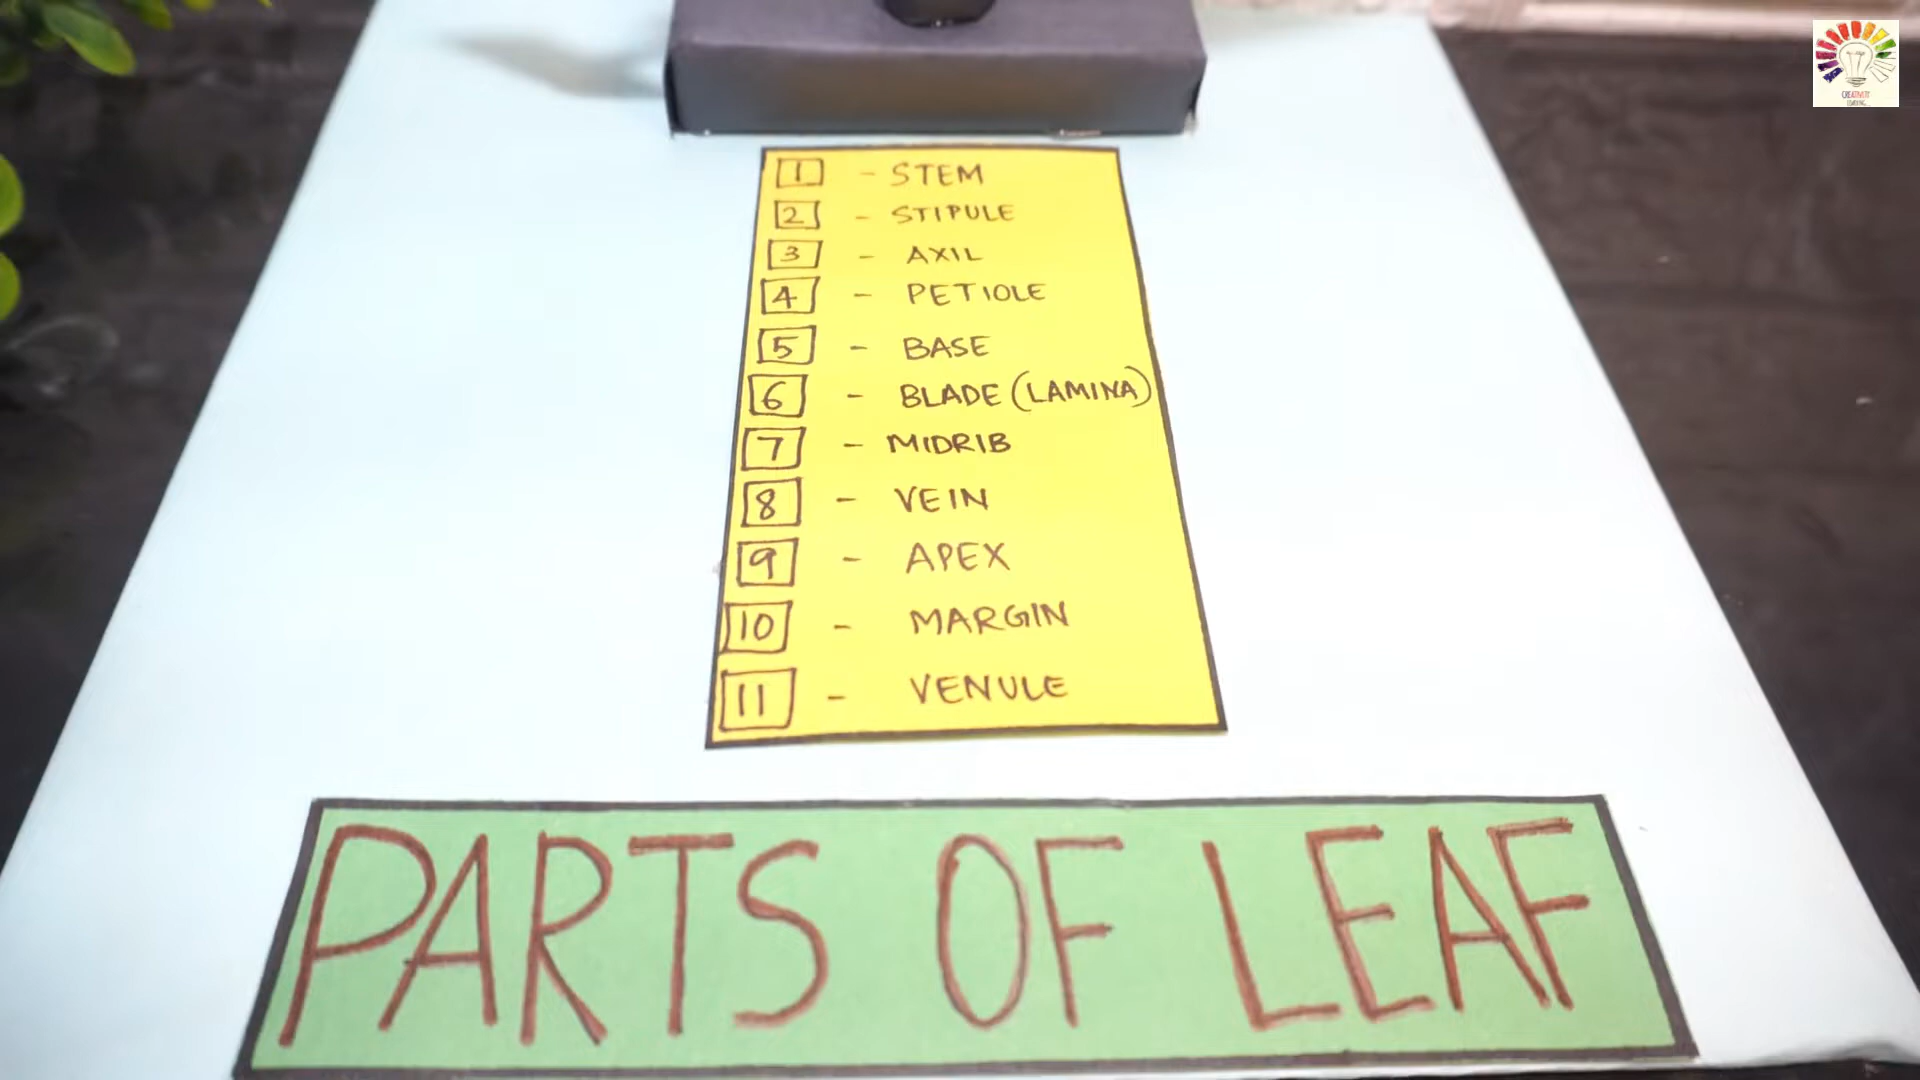 1 - STEM
2 - STIPULE
3 - AXIL
4 - PETIOLE
5 - BASE
6 - BLADE (LAMINA)
7 - MIDRIB
8 - VEIN
9 - APEX
10 - MARGIN
11 - VENULE
PARTS OF LEAF
CREATIVITY